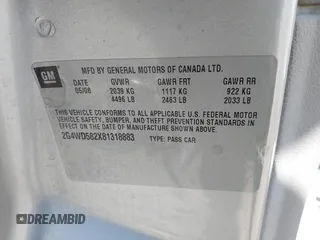 GM
MFD BY GENERAL MOTORS OF CANADA LTD.
DATE GVWR GAWR FRT GAWR RR
05/08 2039 KG 1117 KG 922 KG
4496 LB 2463 LB 2033 LB
THIS VEHICLE CONFORMS TO ALL APPLICABLE U.S. FEDERAL MOTOR
VEHICLE SAFETY, BUMPER, AND THEFT PREVENTION STANDARDS IN
EFFECT ON THE DATE OF MANUFACTURE SHOWN ABOVE.
2G4WD582X81318883 TYPE: PASS CAR
© BIDHISTORY